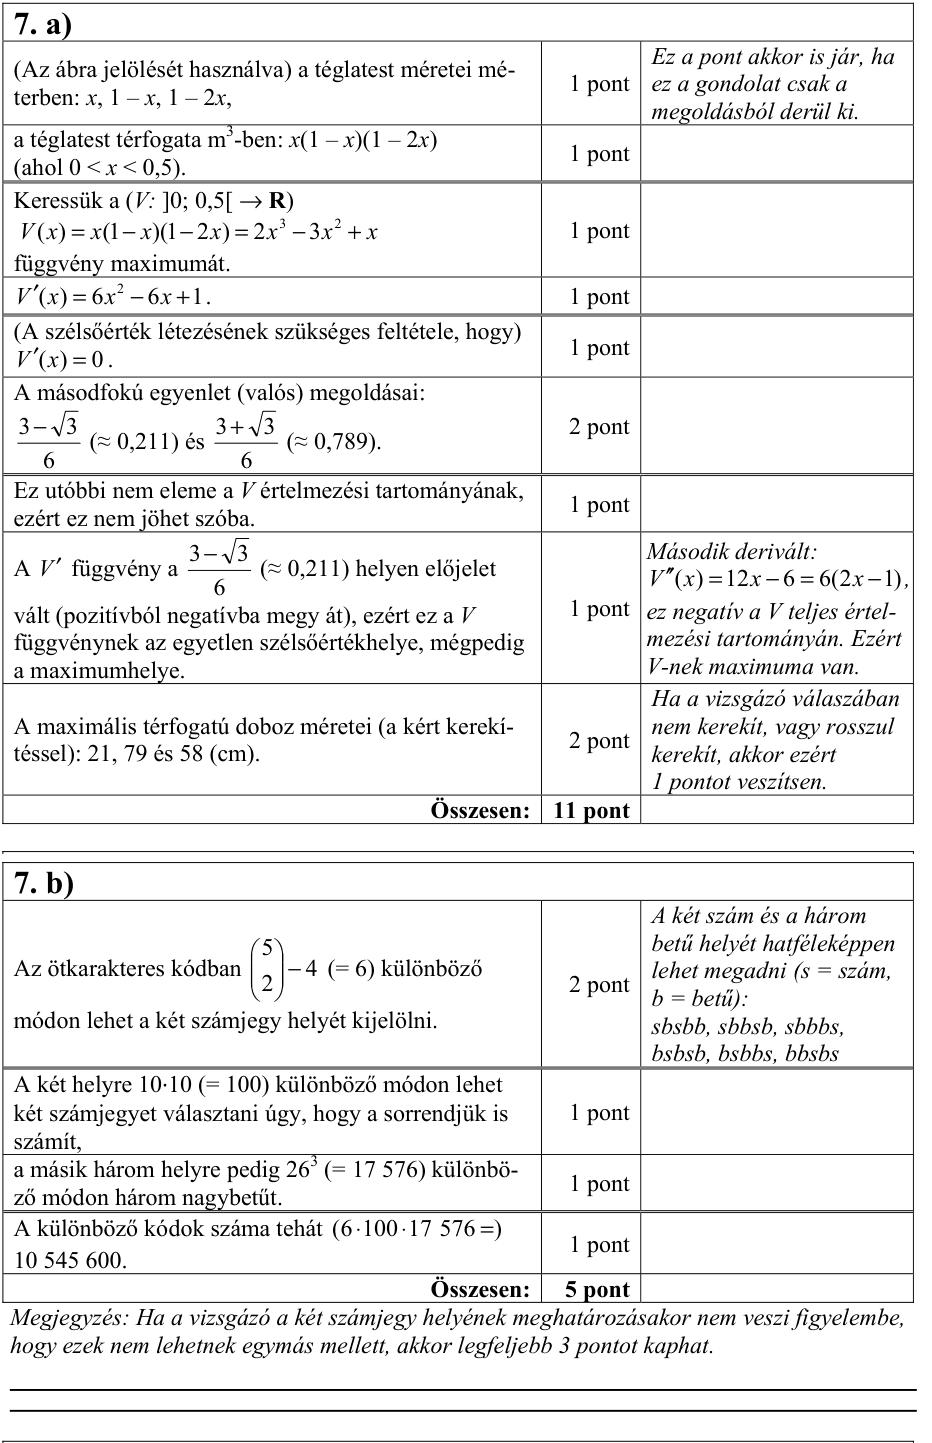 7. a)
(Az ábra jelölését használva) a téglatest méretei mé-
terben: x, 1 – x, 1 – 2x,
1 pont
Ez a pont akkor is jár, ha
ez a gondolat csak a
megoldásból derül ki.
a téglatest térfogata m³-ben: x(1 – x)(1 – 2x)
(ahol 0 < x < 0,5).
1 pont
Keressük a (V: ]0; 0,5[ → R)
V(x) = x(1 − x)(1 − 2x) = 2x³ − 3x² + x
függvény maximumát.
1 pont
V′(x) = 6x² − 6x + 1.
1 pont
(A szélsőérték létezésének szükséges feltétele, hogy)
V′(x) = 0.
1 pont
A másodfokú egyenlet (valós) megoldásai:
(3 − √3)/6 (≈ 0,211) és (3 + √3)/6 (≈ 0,789).
2 pont
Ez utóbbi nem eleme a V értelmezési tartományának,
ezért ez nem jöhet szóba.
1 pont
A V′ függvény a (3 − √3)/6 (≈ 0,211) helyen előjelet
vált (pozitívból negatívba megy át), ezért ez a V
függvénynek az egyetlen szélsőértékhelye, mégpedig
a maximumhelye.
1 pont
Második derivált:
V″(x) = 12x − 6 = 6(2x − 1),
ez negatív a V teljes értel-
mezési tartományán. Ezért
V-nek maximuma van.
A maximális térfogatú doboz méretei (a kért kerekí-
téssel): 21, 79 és 58 (cm).
2 pont
Ha a vizsgázó válaszában
nem kerekít, vagy rosszul
kerekít, akkor ezért
1 pontot veszítsen.
Összesen: 11 pont
7. b)
Az ötkarakteres kódban (5 2) − 4 (= 6) különböző
módon lehet a két számjegy helyét kijelölni.
2 pont
A két szám és a három
betű helyét hatféleképpen
lehet megadni (s = szám,
b = betű):
sbsbb, sbbsb, sbbbs,
bsbsb, bsbbs, bbsbs
A két helyre 10·10 (= 100) különböző módon lehet
két számjegyet választani úgy, hogy a sorrendjük is
számít,
1 pont
a másik három helyre pedig 26³ (= 17 576) különbö-
ző módon három nagybetűt.
1 pont
A különböző kódok száma tehát (6 · 100 · 17 576 =)
10 545 600.
1 pont
Összesen: 5 pont
Megjegyzés: Ha a vizsgázó a két számjegy helyének meghatározásakor nem veszi figyelembe,
hogy ezek nem lehetnek egymás mellett, akkor legfeljebb 3 pontot kaphat.